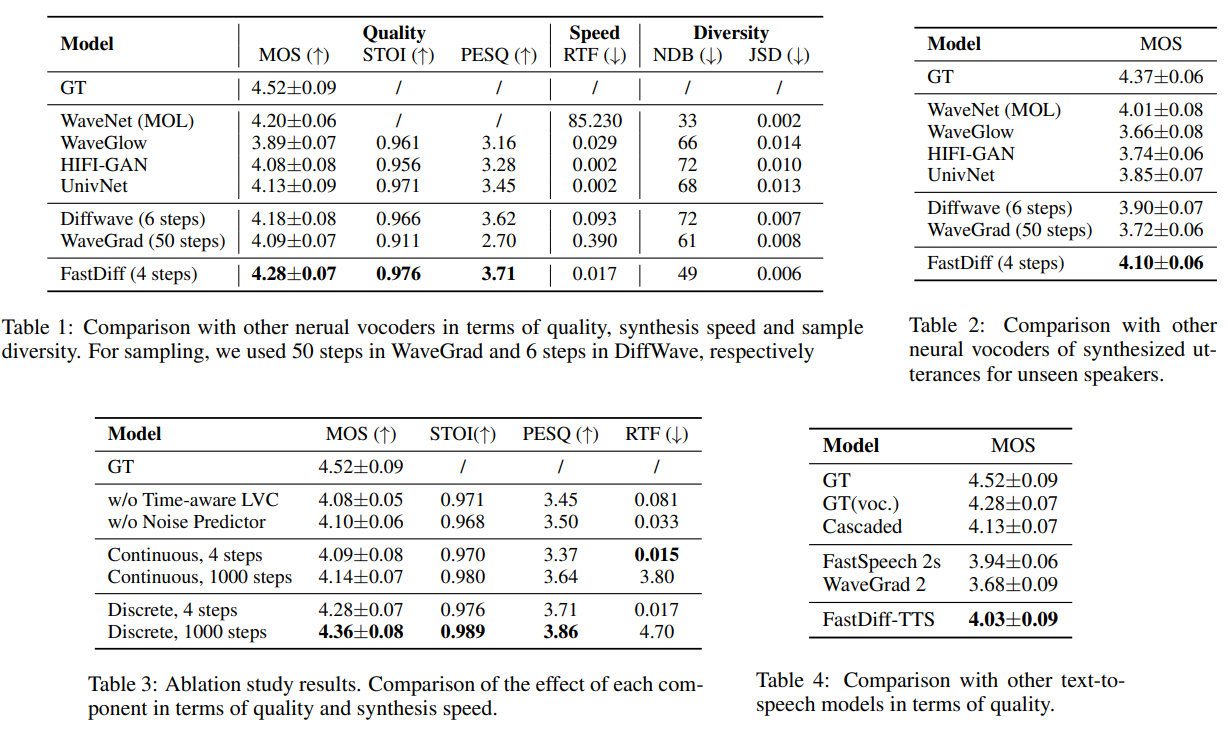 Model Quality Speed Diversity
MOS (↑) STOI (↑) PESQ (↑) RTF (↓) NDB (↓) JSD (↓)
GT 4.52±0.09 / / / / /
WaveNet (MOL) 4.20±0.06 / / 85.230 33 0.002
WaveGlow 3.89±0.07 0.961 3.16 0.029 66 0.014
HIFI-GAN 4.08±0.08 0.956 3.28 0.002 72 0.010
UnivNet 4.13±0.09 0.971 3.45 0.002 68 0.013
Diffwave (6 steps) 4.18±0.08 0.966 3.62 0.093 72 0.007
WaveGrad (50 steps) 4.09±0.07 0.911 2.70 0.390 61 0.008
FastDiff (4 steps) 4.28±0.07 0.976 3.71 0.017 49 0.006
Table 1: Comparison with other nerual vocoders in terms of quality, synthesis speed and sample
diversity. For sampling, we used 50 steps in WaveGrad and 6 steps in DiffWave, respectively
Model MOS
GT 4.37±0.06
WaveNet (MOL) 4.01±0.08
WaveGlow 3.66±0.08
HIFI-GAN 3.74±0.06
UnivNet 3.85±0.07
Diffwave (6 steps) 3.90±0.07
WaveGrad (50 steps) 3.72±0.06
FastDiff (4 steps) 4.10±0.06
Table 2: Comparison with other
neural vocoders of synthesized ut-
terances for unseen speakers.
Model MOS (↑) STOI(↑) PESQ (↑) RTF (↓)
GT 4.52±0.09 / / /
w/o Time-aware LVC 4.08±0.05 0.971 3.45 0.081
w/o Noise Predictor 4.10±0.06 0.968 3.50 0.033
Continuous, 4 steps 4.09±0.08 0.970 3.37 0.015
Continuous, 1000 steps 4.14±0.07 0.980 3.64 3.80
Discrete, 4 steps 4.28±0.07 0.976 3.71 0.017
Discrete, 1000 steps 4.36±0.08 0.989 3.86 4.70
Table 3: Ablation study results. Comparison of the effect of each com-
ponent in terms of quality and synthesis speed.
Model MOS
GT 4.52±0.09
GT(voc.) 4.28±0.07
Cascaded 4.13±0.07
FastSpeech 2s 3.94±0.06
WaveGrad 2 3.68±0.09
FastDiff-TTS 4.03±0.09
Table 4: Comparison with other text-to-
speech models in terms of quality.